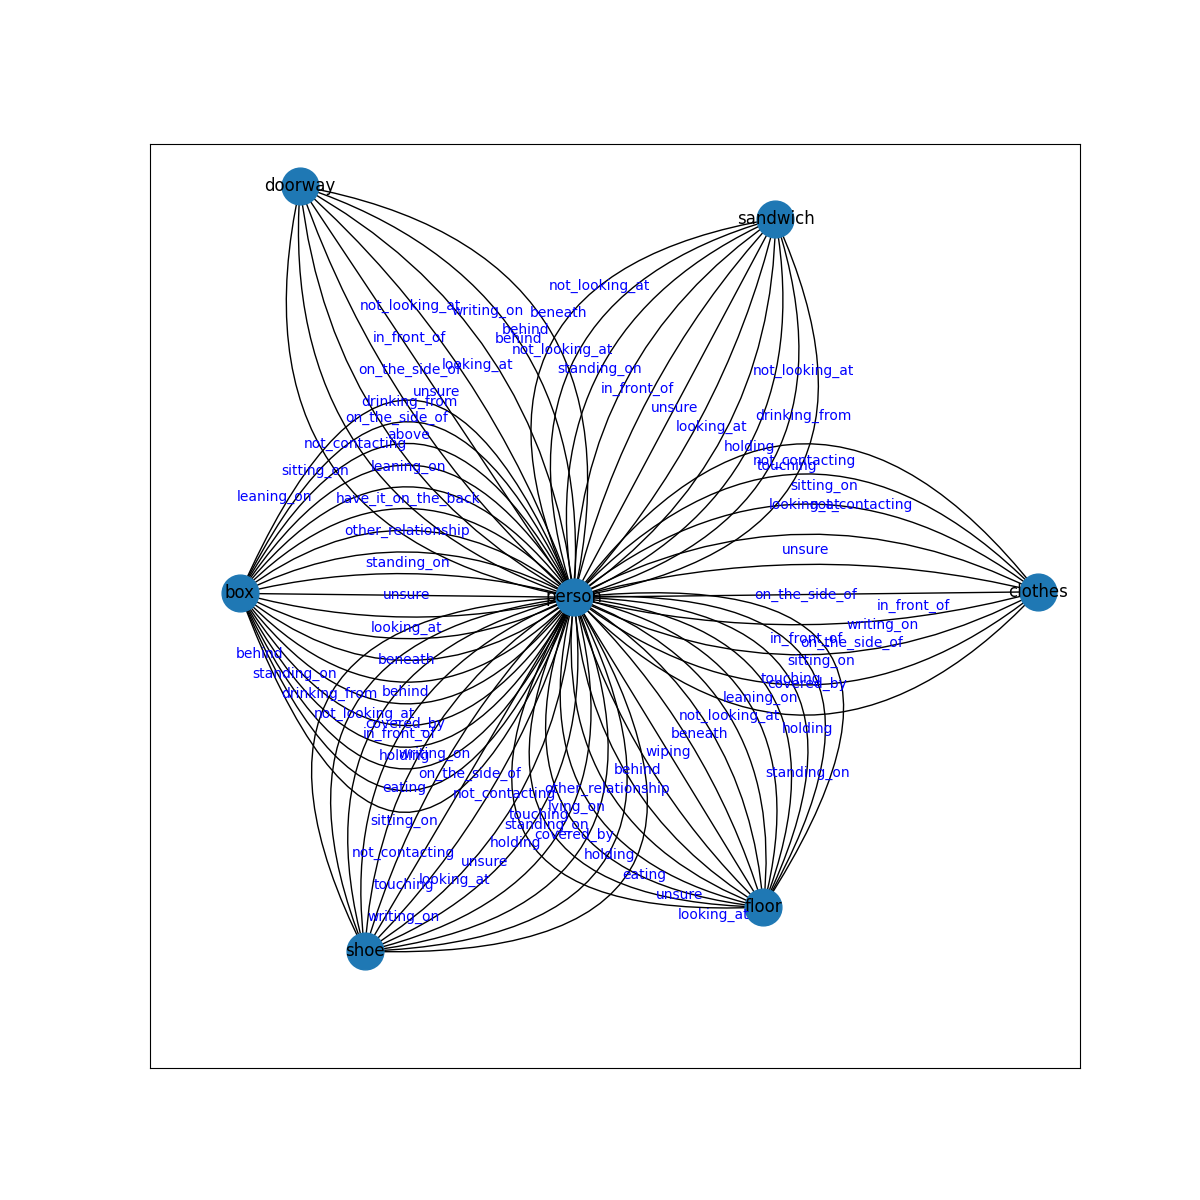 doorway
sandwich
not_looking_at
not_looking_at
writing_on
beneath
behind
in_front_of
behind
not_looking_at
looking_at
on_the_side_of
standing_on
not_looking_at
in_front_of
unsure
drinking_from
unsure
on_the_side_of
drinking_from
looking_at
above
not_contacting
holding
leaning_on
not_contacting
touching
sitting_on
sitting_on
leaning_on
have_it_on_the_back
looking_at
not_contacting
other_relationship
unsure
standing_on
box
unsure
person
on_the_side_of
clothes
in_front_of
looking_at
writing_on
in_front_of
on_the_side_of
behind
beneath
sitting_on
standing_on
touching
covered_by
drinking_from
behind
leaning_on
not_looking_at
not_looking_at
covered_by
in_front_of
beneath
holding
holding
writing_on
wiping
on_the_side_of
behind
standing_on
eating
not_contacting
other_relationship
lying_on
touching
sitting_on
standing_on
covered_by
holding
not_contacting
unsure
holding
touching
looking_at
eating
unsure
writing_on
looking_at
floor
shoe